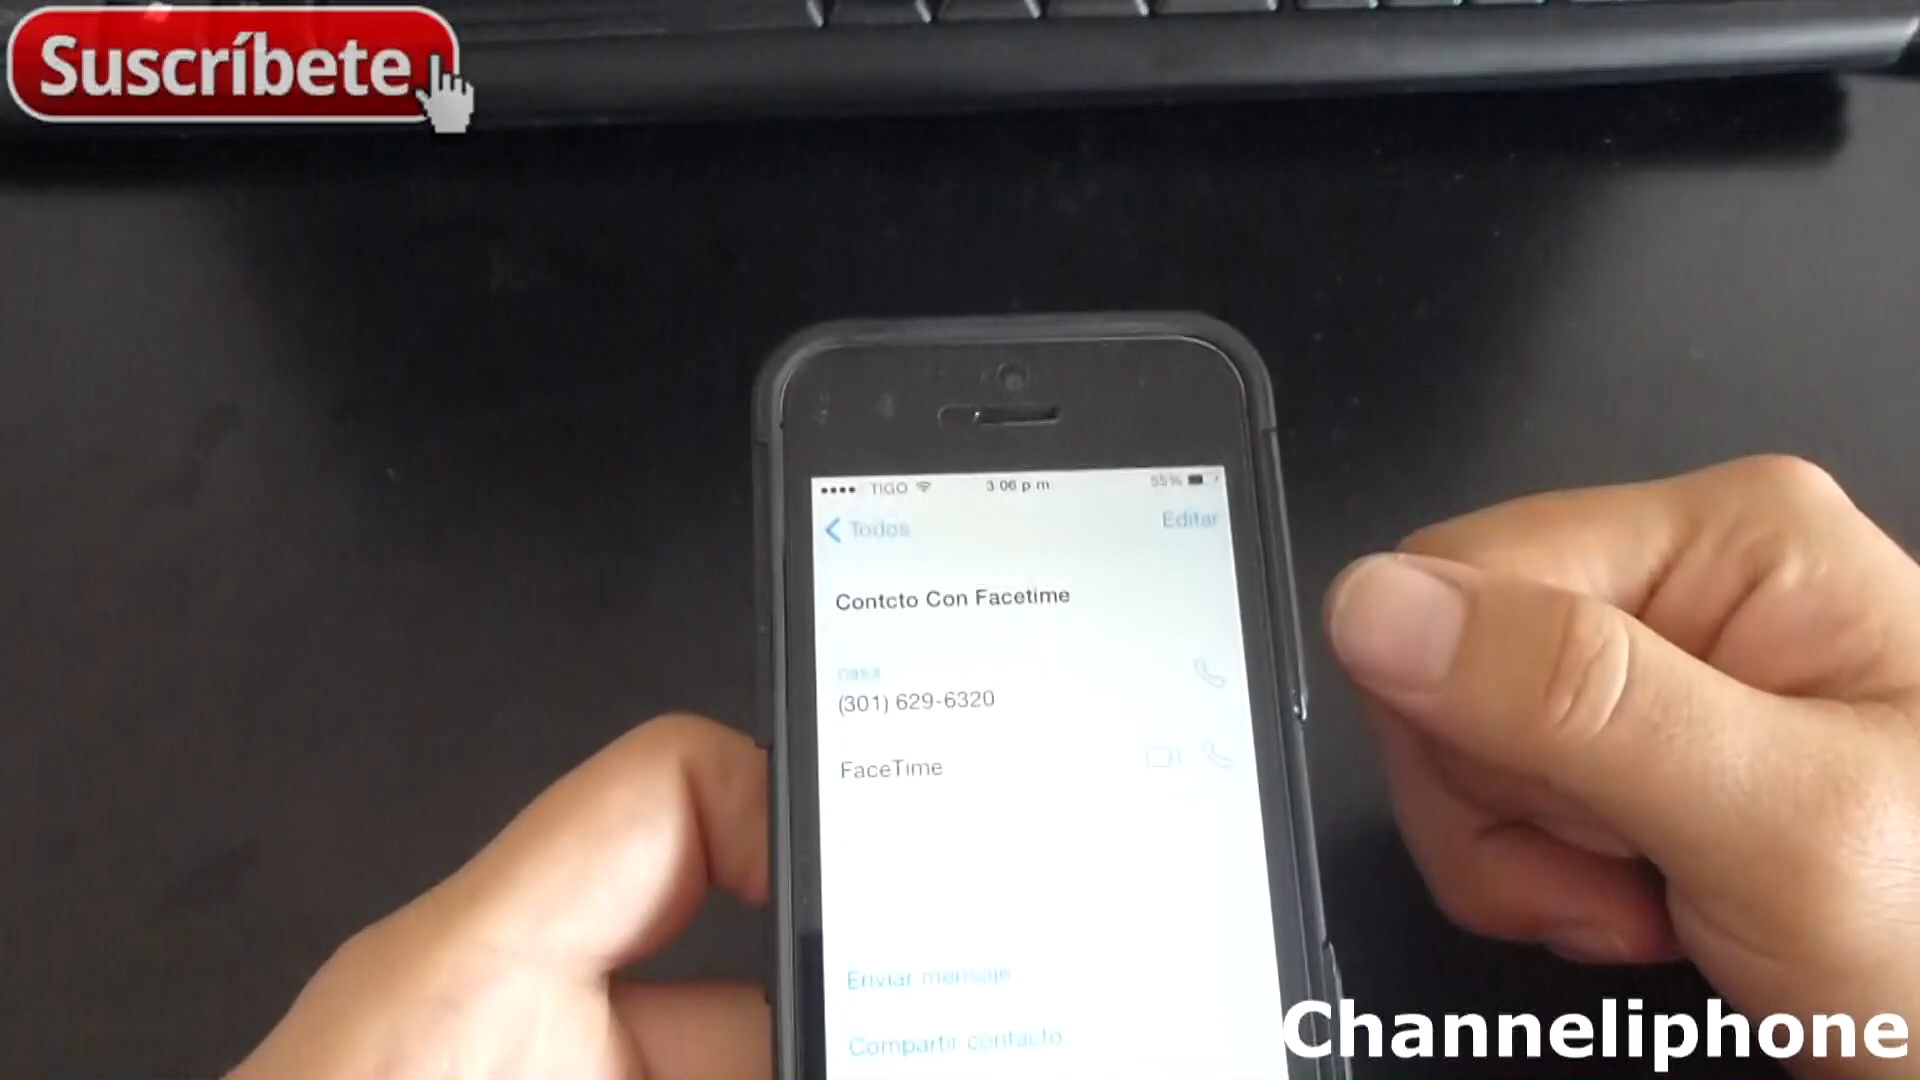 Suscríbete
TIGO 3 06 p m 55%
Todos Editar
Contcto Con Facetime
casa
(301) 629-6320
FaceTime
Enviar mensaje
Compartir contacto
Channeliphone